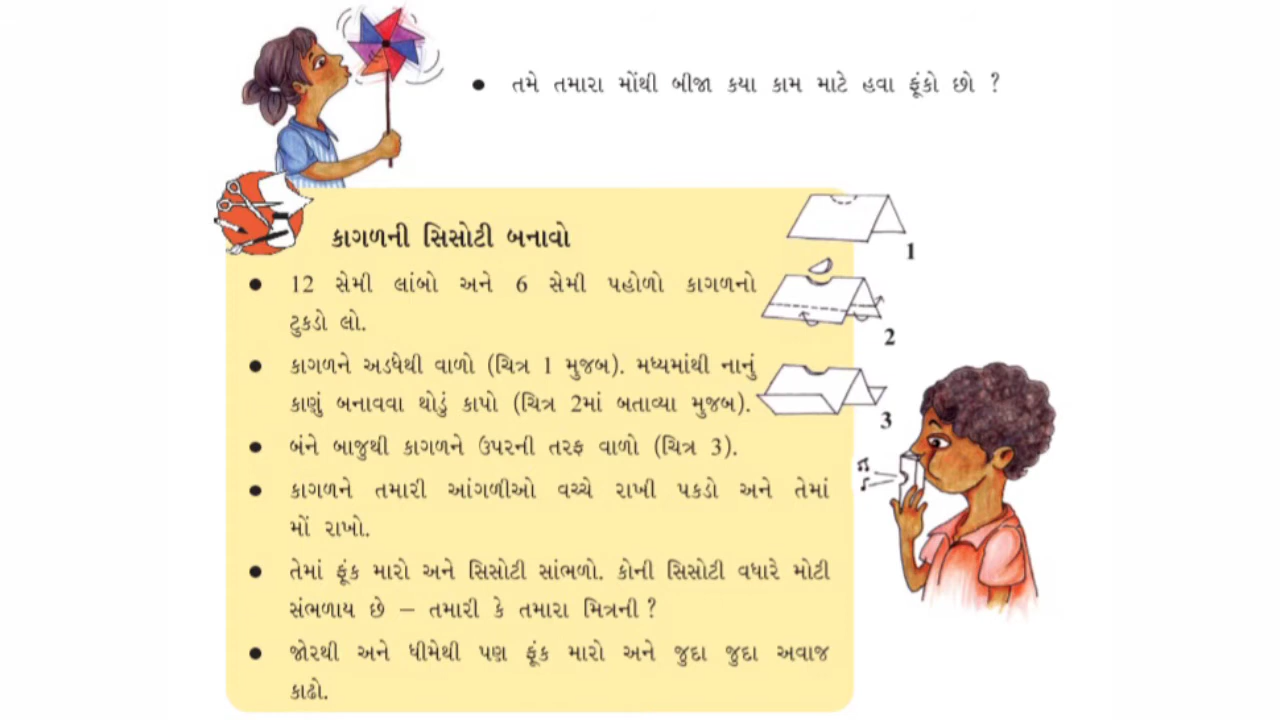 ● તમે તમારા મોંથી બીજા કયા કામ માટે હવા ફૂંકો છો ?
કાગળની સિસોટી બનાવો
1
● 12 સેમી લાંબો અને 6 સેમી પહોળો કાગળનો
ટુકડો લો.
2
● કાગળને અડધેથી વાળો (ચિત્ર 1 મુજબ). મધ્યમાંથી નાનું
કાણું બનાવવા થોડું કાપો (ચિત્ર 2માં બતાવ્યા મુજબ).
3
● બંને બાજુથી કાગળને ઉપરની તરફ વાળો (ચિત્ર 3).
● કાગળને તમારી આંગળીઓ વચ્ચે રાખી પકડો અને તેમાં
મોં રાખો.
● તેમાં ફૂંક મારો અને સિસોટી સાંભળો. કોની સિસોટી વધારે મોટી
સંભળાય છે – તમારી કે તમારા મિત્રની ?
● જોરથી અને ધીમેથી પણ ફૂંક મારો અને જુદા જુદા અવાજ
કાઢો.